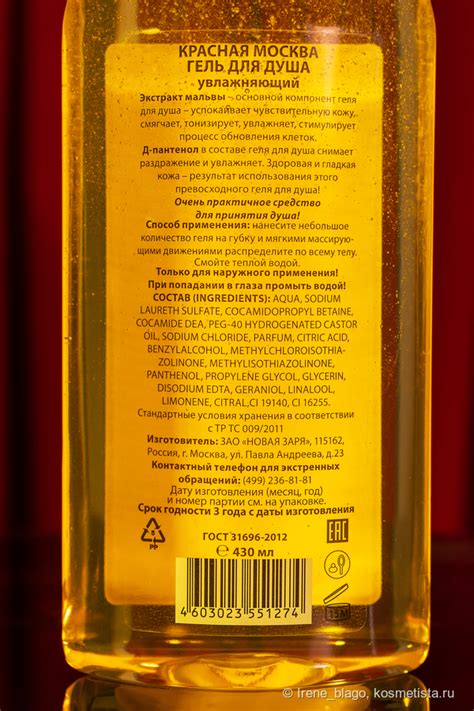 КРАСНАЯ МОСКВА
ГЕЛЬ ДЛЯ ДУША
увлажняющий
Экстракт мальвы – основной компонент геля
для душа – успокаивает чувствительную кожу,
смягчает, тонизирует, увлажняет, стимулирует
процесс обновления клеток.
Д-пантенол в составе геля для душа снимает
раздражение и увлажняет. Здоровая и гладкая
кожа – результат использования этого
превосходного геля для душа!
Очень практичное средство
для принятия душа!
Способ применения: нанесите небольшое
количество геля на губку и мягкими массирую-
щими движениями распределите по всему телу.
Смойте теплой водой.
Только для наружного применения!
При попадании в глаза промыть водой!
СОСТАВ (INGREDIENTS): AQUA, SODIUM
LAURETH SULFATE, COCAMIDOPROPYL BETAINE,
COCAMIDE DEA, PEG-40 HYDROGENATED CASTOR
OIL, SODIUM CHLORIDE, PARFUM, CITRIC ACID,
BENZYLALCOHOL, METHYLCHLOROISOTHIA-
ZOLINONE, METHYLISOTHIAZOLINONE,
PANTHENOL, PROPYLENE GLYCOL, GLYCERIN,
DISODIUM EDTA, GERANIOL, LINALOOL,
LIMONENE, CITRAL,CI 19140, CI 16255.
Стандартные условия хранения в соответствии
с ТР ТС 009/2011
Изготовитель: ЗАО «НОВАЯ ЗАРЯ», 115162,
Россия, г. Москва, ул. Павла Андреева, д.23
Контактный телефон для экстренных
обращений: (499) 236-81-81
Дату изготовления (месяц, год)
и номер партии см. на упаковке.
Срок годности 3 года с даты изготовления
ГОСТ 31696-2012
℮ 430 мл
5
PP
EAC
4 603023 551274
15M
© Irene_blago, kosmetista.ru